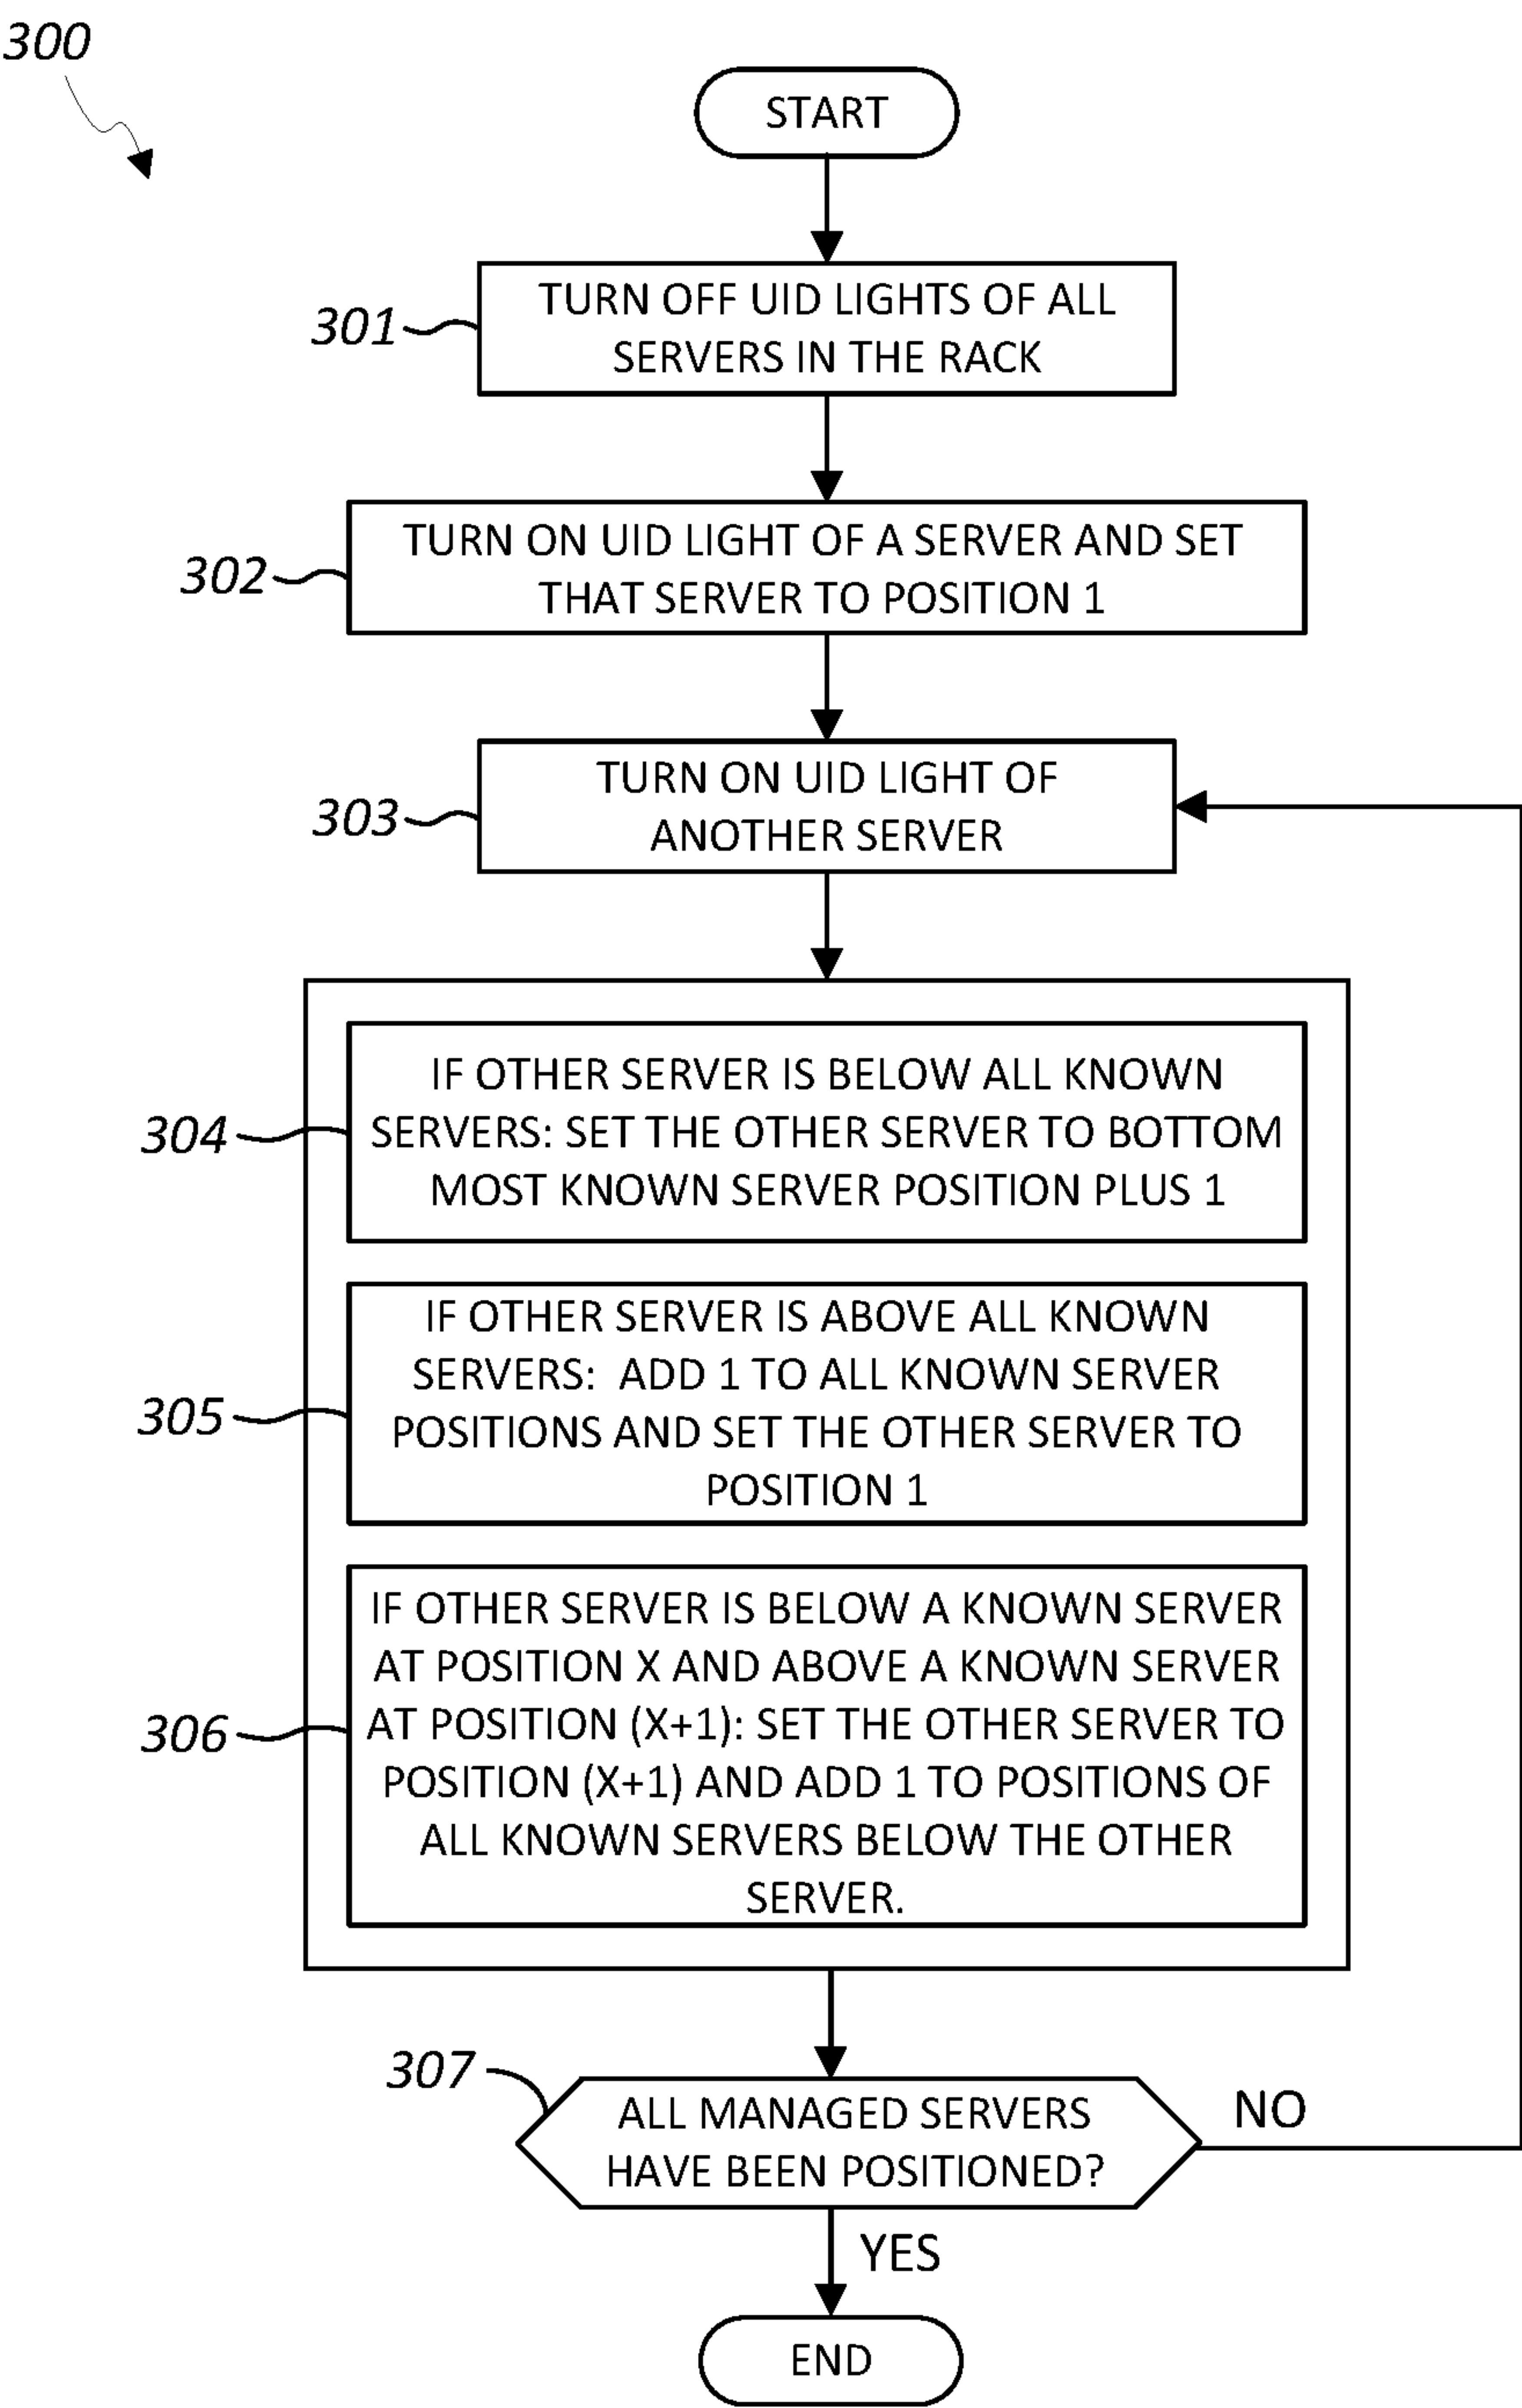 300
START
301
TURN OFF UID LIGHTS OF ALL
SERVERS IN THE RACK
302
TURN ON UID LIGHT OF A SERVER AND SET
THAT SERVER TO POSITION 1
303
TURN ON UID LIGHT OF
ANOTHER SERVER
304
IF OTHER SERVER IS BELOW ALL KNOWN
SERVERS: SET THE OTHER SERVER TO BOTTOM
MOST KNOWN SERVER POSITION PLUS 1
305
IF OTHER SERVER IS ABOVE ALL KNOWN
SERVERS:  ADD 1 TO ALL KNOWN SERVER
POSITIONS AND SET THE OTHER SERVER TO
POSITION 1
306
IF OTHER SERVER IS BELOW A KNOWN SERVER
AT POSITION X AND ABOVE A KNOWN SERVER
AT POSITION (X+1): SET THE OTHER SERVER TO
POSITION (X+1) AND ADD 1 TO POSITIONS OF
ALL KNOWN SERVERS BELOW THE OTHER
SERVER.
307
ALL MANAGED SERVERS
HAVE BEEN POSITIONED?
NO
YES
END